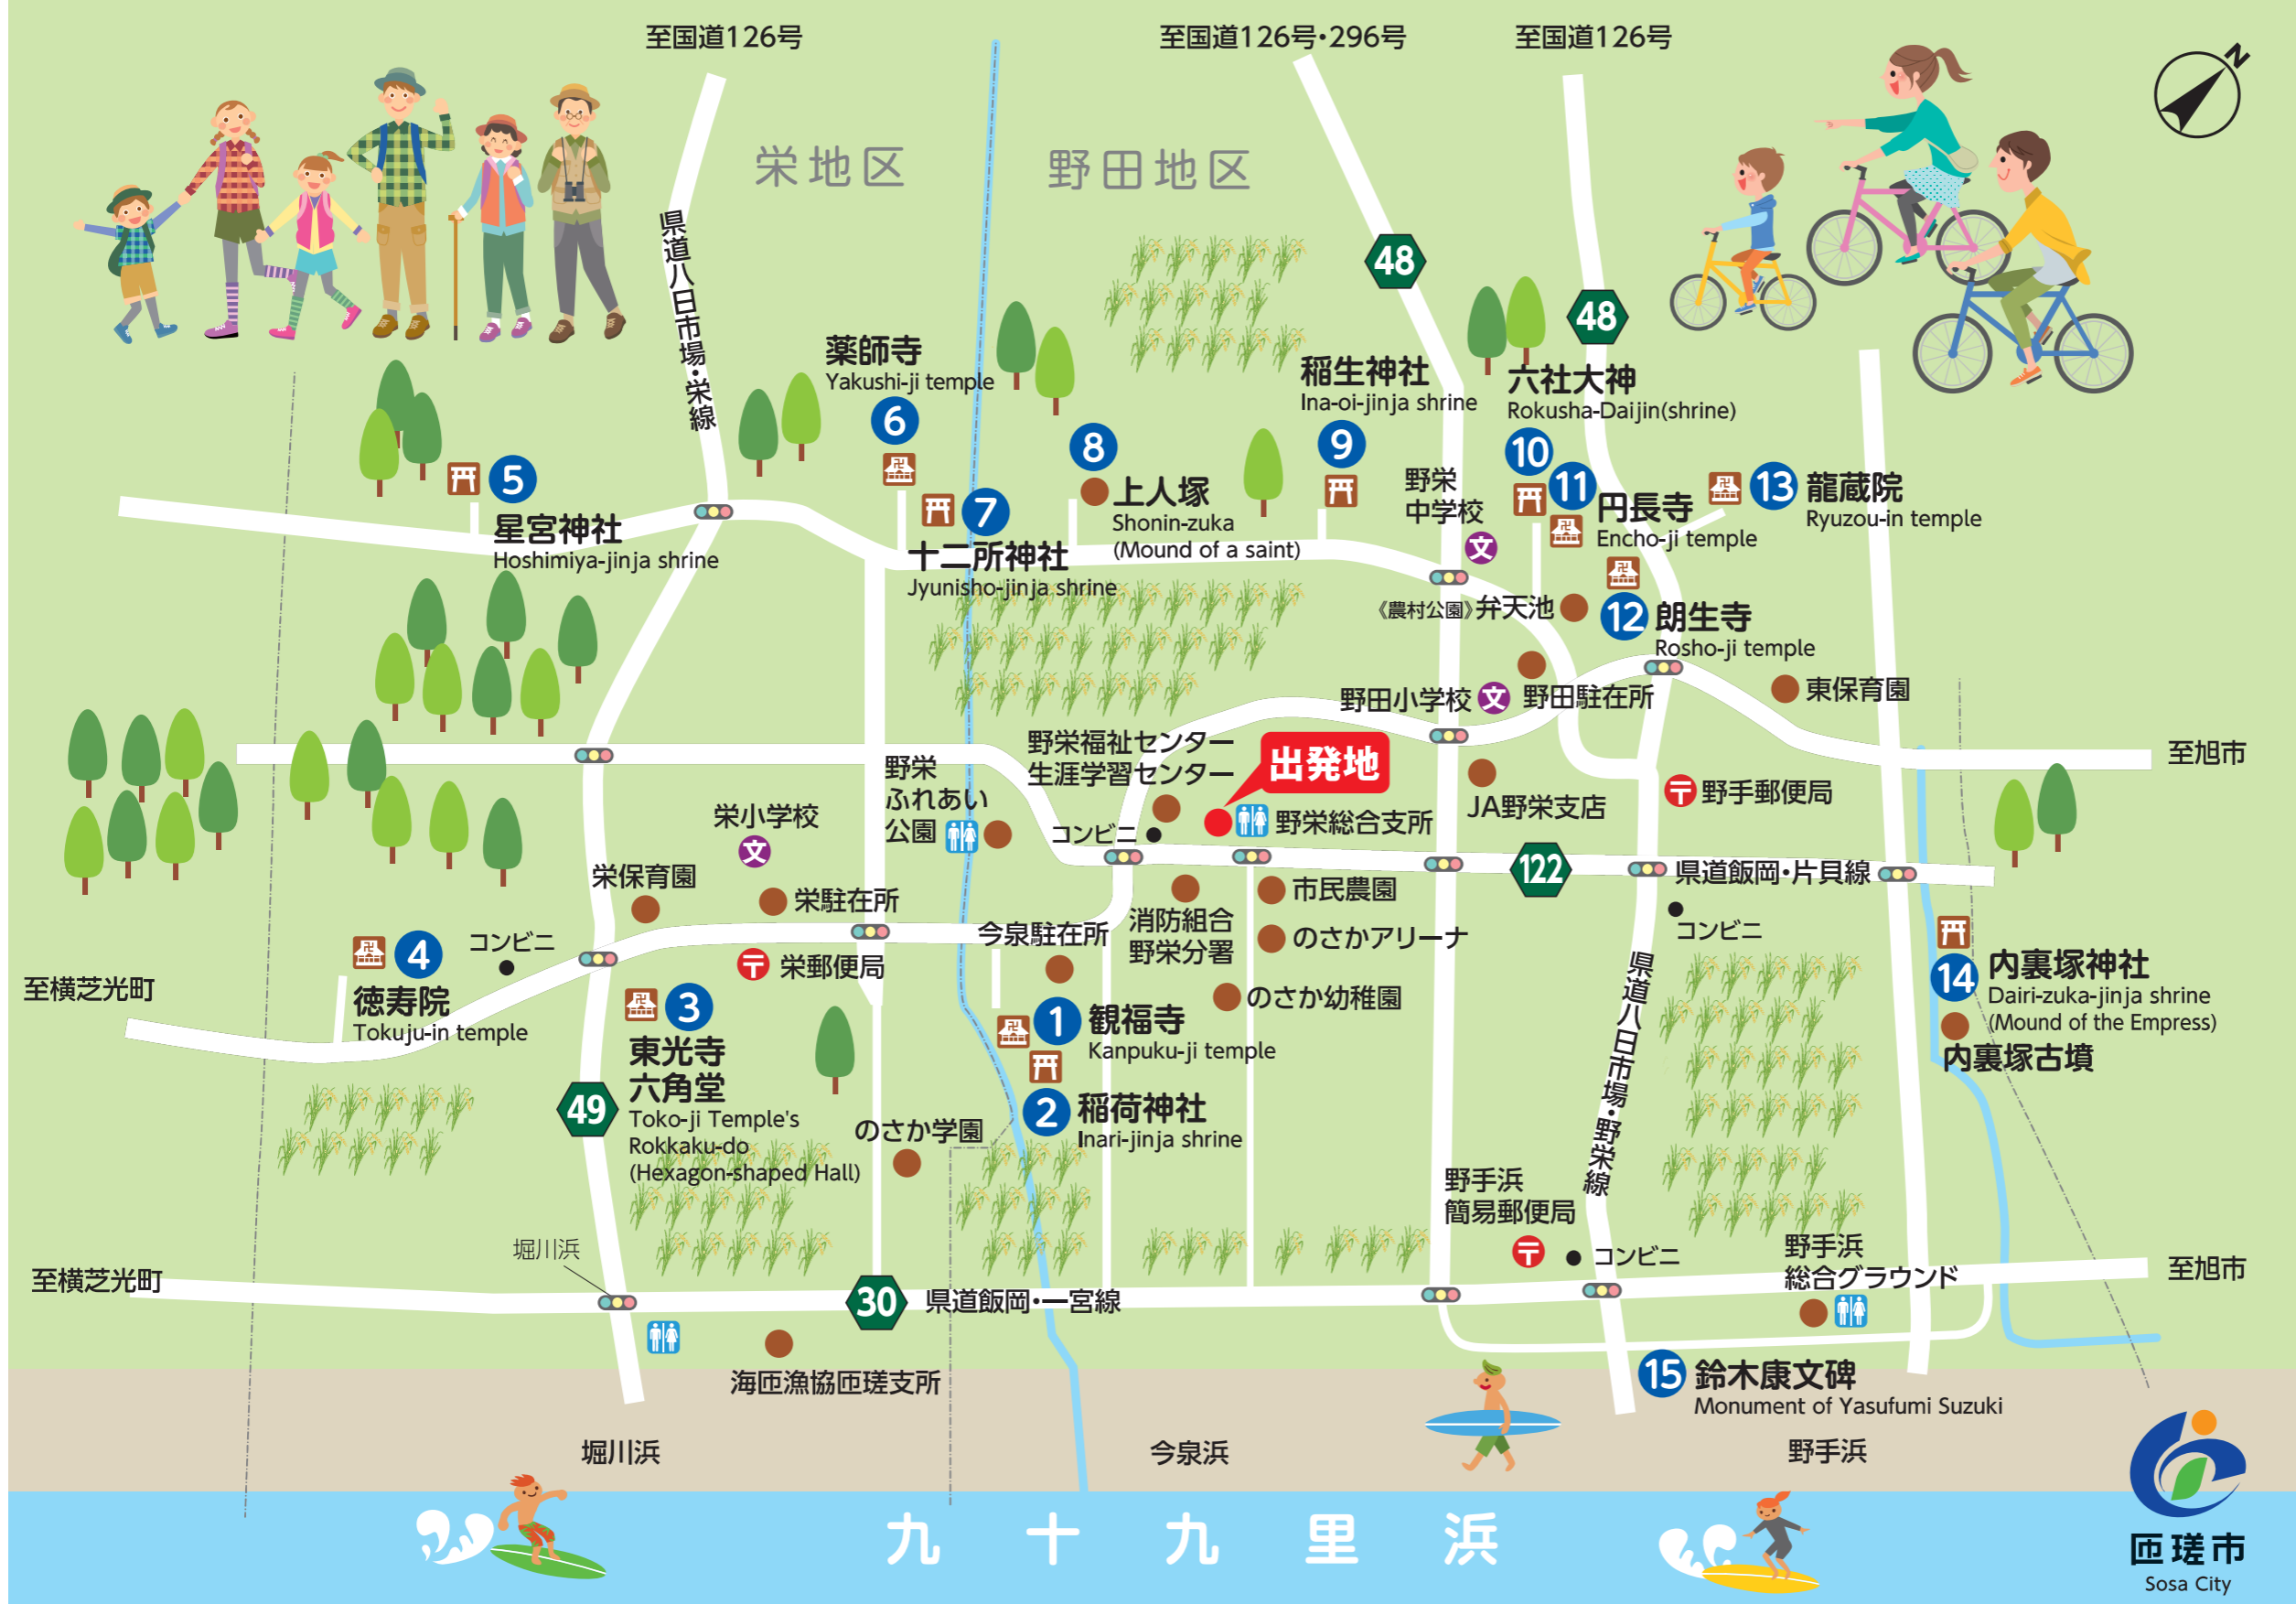 至国道126号
至国道126号・296号
至国道126号
N
栄地区
野田地区
県道八日市場・栄線
48
48
薬師寺
Yakushi-ji temple
6
稲生神社
Ina-oi-jinja shrine
9
六社大神
Rokusha-Daijin(shrine)
10
8
上人塚
Shonin-zuka
(Mound of a saint)
5
星宮神社
Hoshimiya-jinja shrine
7
十二所神社
Jyunisho-jinja shrine
野栄
中学校
文
11
円長寺
Encho-ji temple
13
龍蔵院
Ryuzou-in temple
《農村公園》弁天池
12
朗生寺
Rosho-ji temple
野田小学校
文
野田駐在所
東保育園
野栄福祉センター
生涯学習センター
出発地
至旭市
野栄
ふれあい
公園
コンビニ
野栄総合支所
JA野栄支店
〒
野手郵便局
栄小学校
文
122
県道飯岡・片貝線
栄保育園
栄駐在所
今泉駐在所
消防組合
野栄分署
市民農園
のさかアリーナ
コンビニ
4
コンビニ
〒
栄郵便局
至横芝光町
徳寿院
Tokuju-in temple
のさか幼稚園
県道八日市場・野栄線
14
内裏塚神社
Dairi-zuka-jinja shrine
(Mound of the Empress)
内裏塚古墳
3
東光寺
六角堂
Toko-ji Temple's
Rokkaku-do
(Hexagon-shaped Hall)
1
観福寺
Kanpuku-ji temple
49
2
稲荷神社
Inari-jinja shrine
のさか学園
野手浜
簡易郵便局
〒
コンビニ
堀川浜
野手浜
総合グラウンド
至横芝光町
30
県道飯岡・一宮線
至旭市
海匝漁協匝瑳支所
15
鈴木康文碑
Monument of Yasufumi Suzuki
堀川浜
今泉浜
野手浜
九十九里浜
匝瑳市
Sosa City